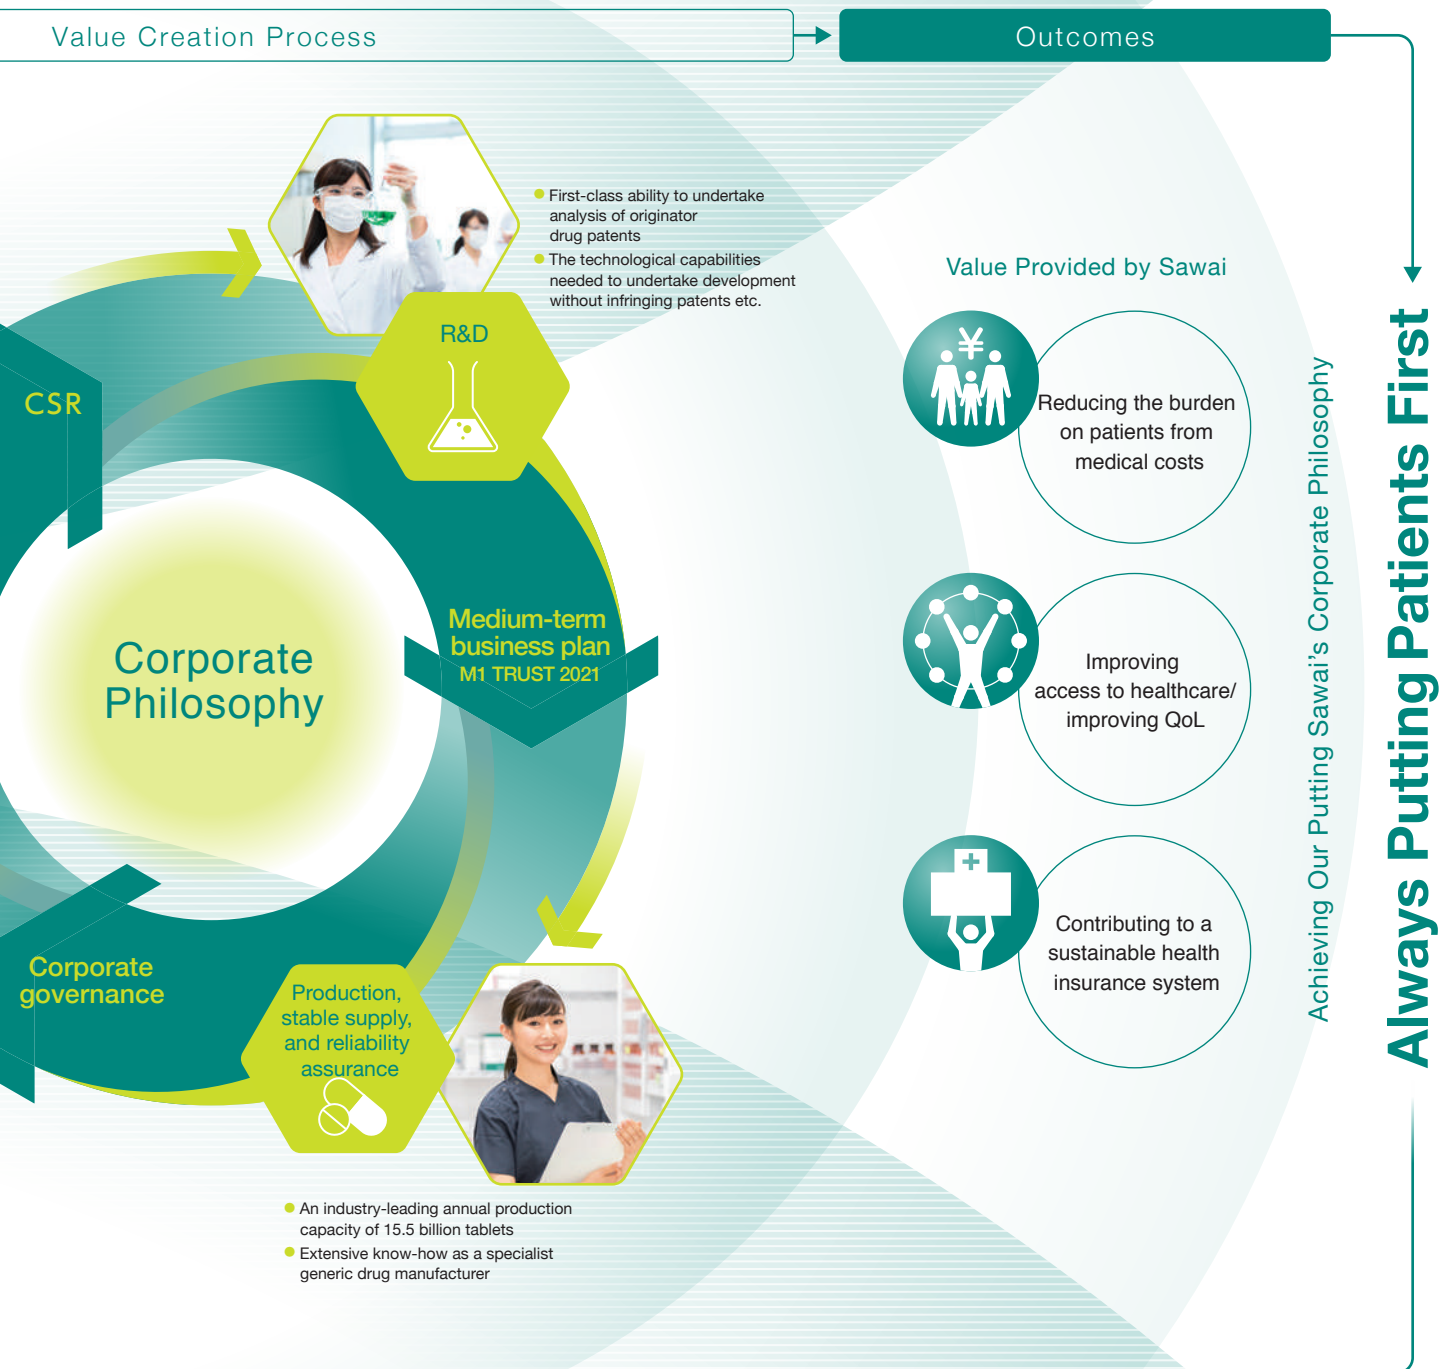 Value Creation Process
Outcomes
First-class ability to undertake
analysis of originator
drug patents
The technological capabilities
needed to undertake development
without infringing patents etc.
R&D
CSR
Medium-term
business plan
M1 TRUST 2021
Corporate
Philosophy
Corporate
governance
Production,
stable supply,
and reliability
assurance
An industry-leading annual production
capacity of 15.5 billion tablets
Extensive know-how as a specialist
generic drug manufacturer
Value Provided by Sawai
¥
Reducing the burden
on patients from
medical costs
Improving
access to healthcare/
improving QoL
Contributing to a
sustainable health
insurance system
Achieving Our Putting Sawai's Corporate Philosophy
Always Putting Patients First